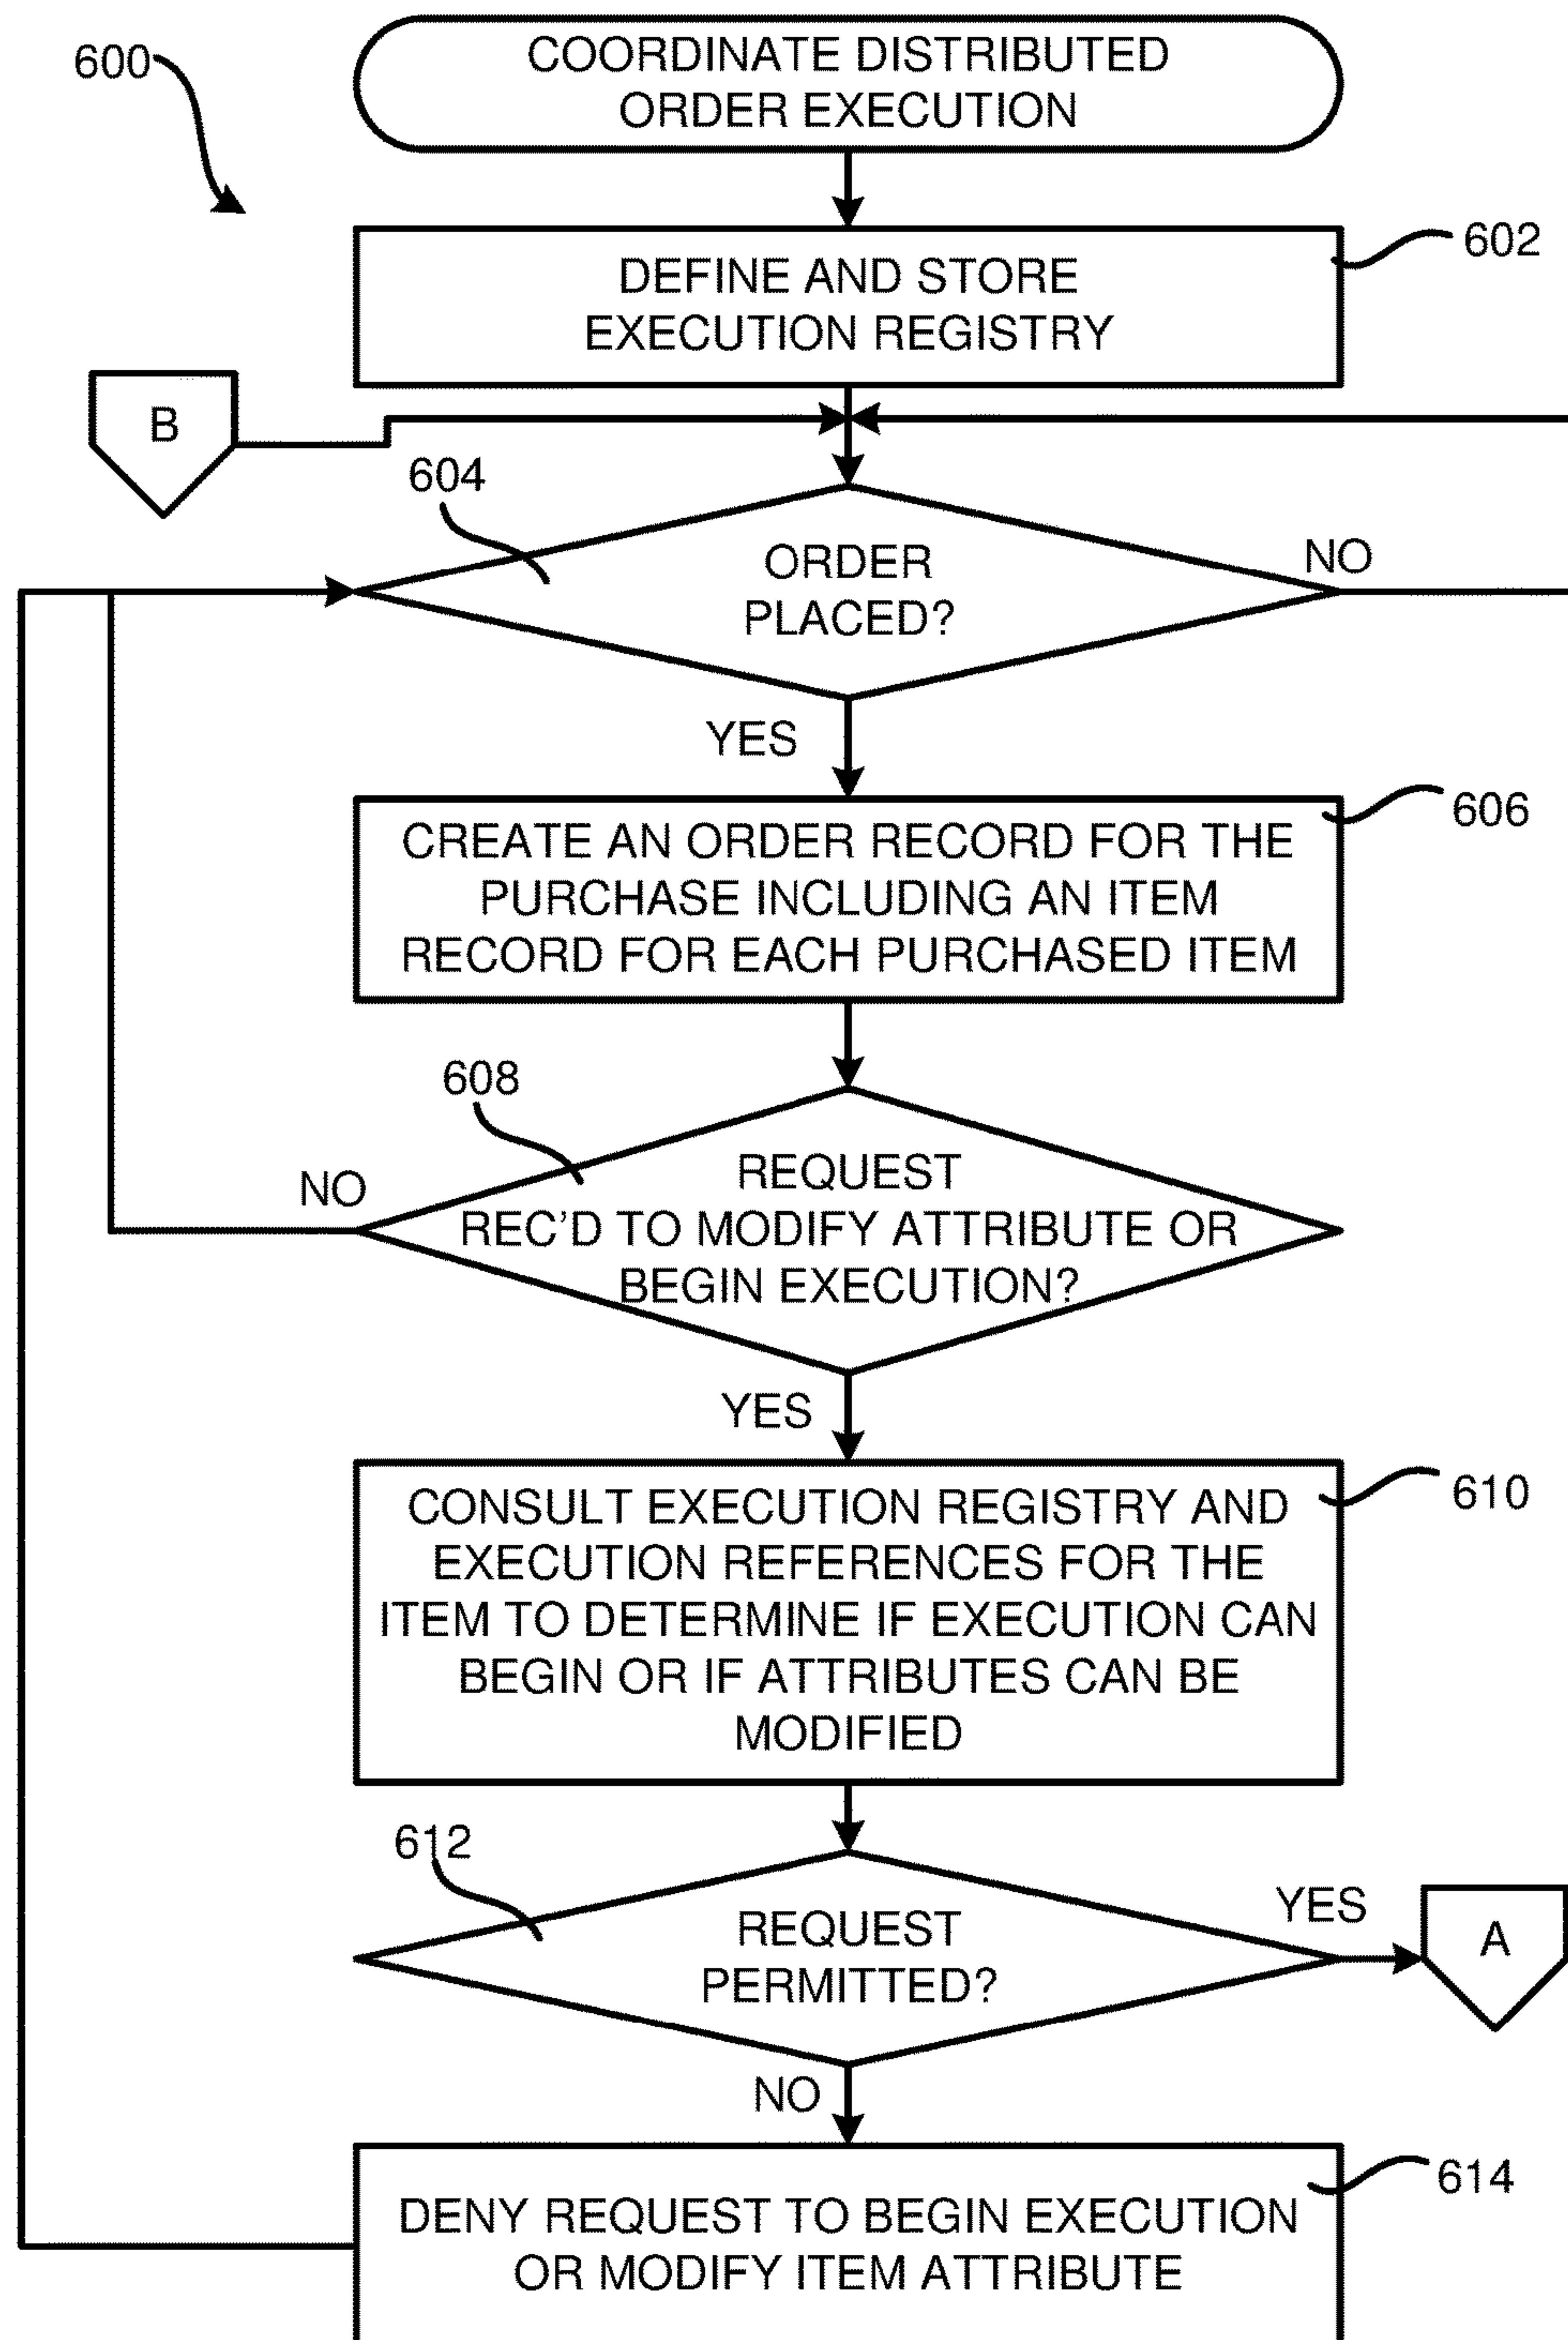 600
COORDINATE DISTRIBUTED
ORDER EXECUTION
602
DEFINE AND STORE
EXECUTION REGISTRY
B
604
ORDER
PLACED?
NO
YES
606
CREATE AN ORDER RECORD FOR THE
PURCHASE INCLUDING AN ITEM
RECORD FOR EACH PURCHASED ITEM
608
NO
REQUEST
REC'D TO MODIFY ATTRIBUTE OR
BEGIN EXECUTION?
YES
610
CONSULT EXECUTION REGISTRY AND
EXECUTION REFERENCES FOR THE
ITEM TO DETERMINE IF EXECUTION CAN
BEGIN OR IF ATTRIBUTES CAN BE
MODIFIED
612
REQUEST
PERMITTED?
YES
A
NO
614
DENY REQUEST TO BEGIN EXECUTION
OR MODIFY ITEM ATTRIBUTE